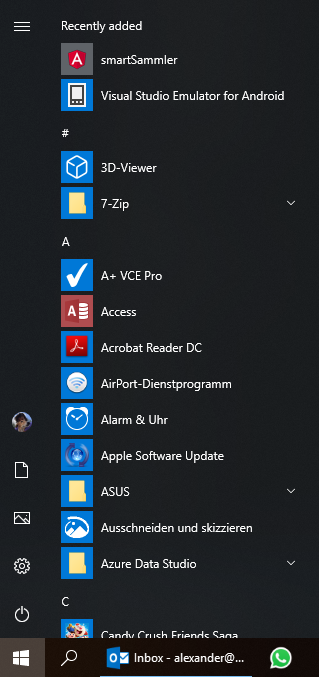 Recently added
smartSammler
Visual Studio Emulator for Android
#
3D-Viewer
7-Zip
A
A+ VCE Pro
Access
Acrobat Reader DC
AirPort-Dienstprogramm
Alarm & Uhr
Apple Software Update
ASUS
Ausschneiden und skizzieren
Azure Data Studio
C
Candy Crush Friends Saga
Inbox - alexander@...